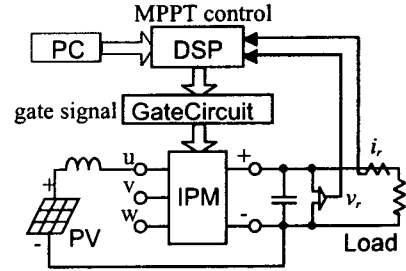 MPPT control
PC
DSP
gate signal
GateCircuit
u
v
w
IPM
+
-
+
-
PV
i_r
v_r
Load